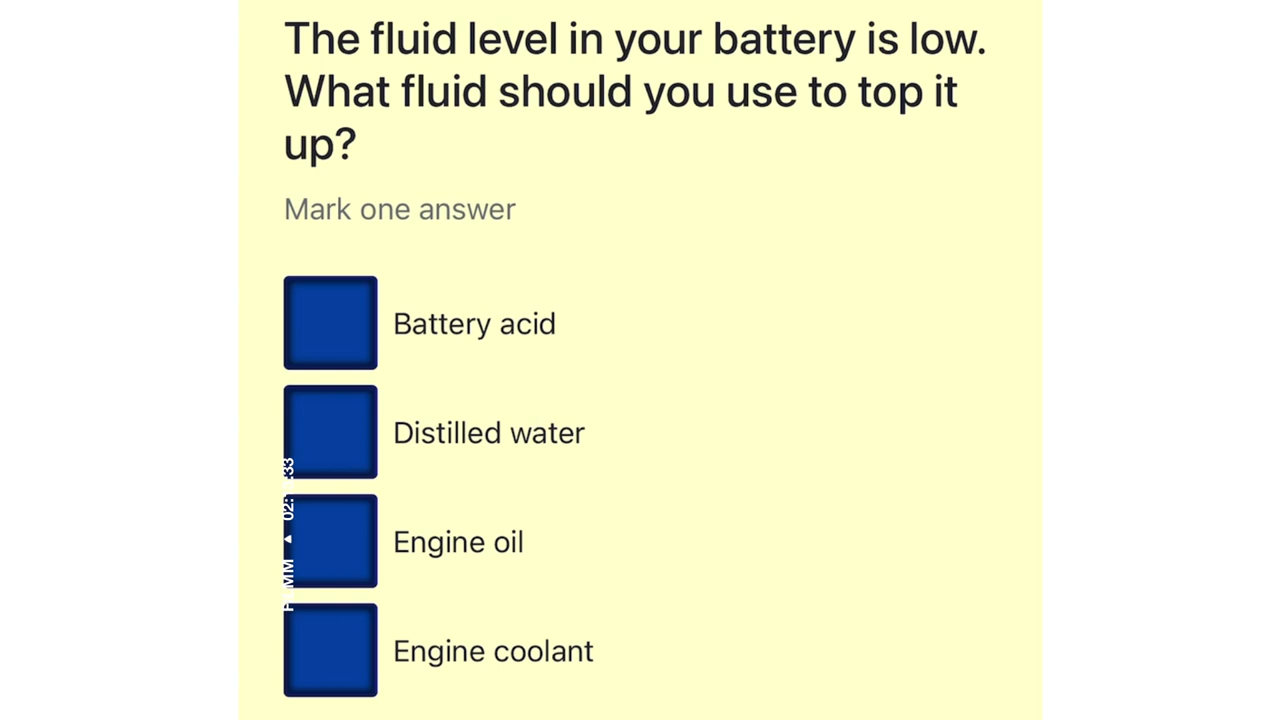 The fluid level in your battery is low.
What fluid should you use to top it
up?
Mark one answer
Battery acid
Distilled water
Engine oil
Engine coolant